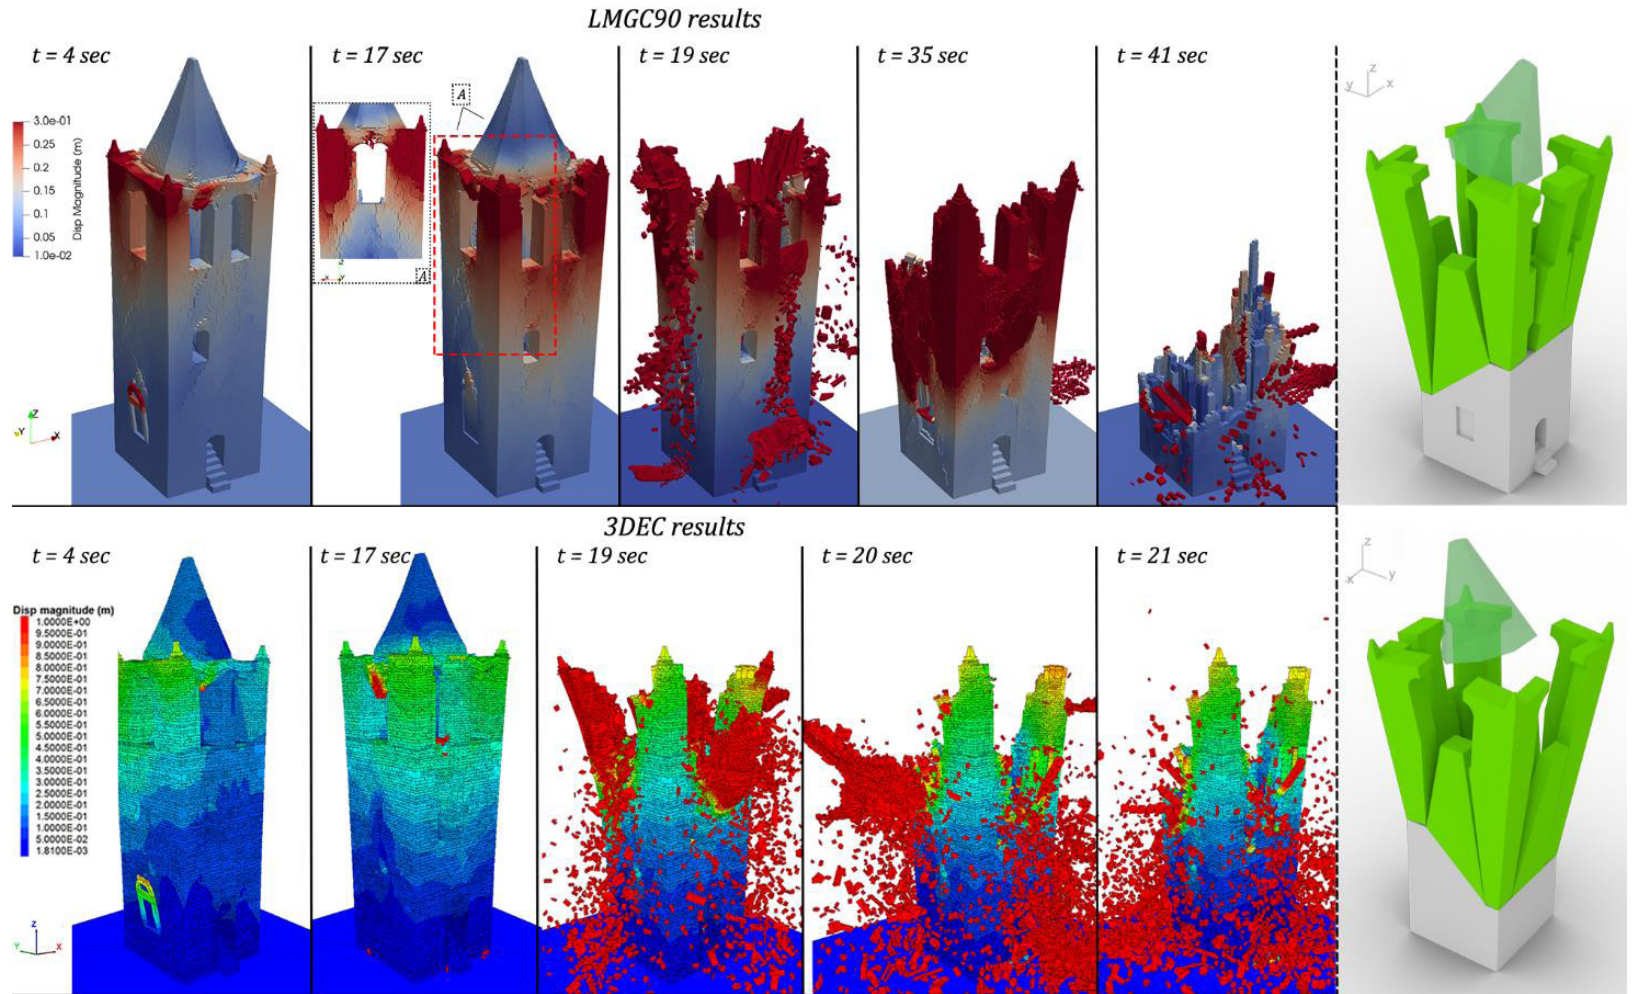 LMGC90 results
t = 4 sec
t = 17 sec
t = 19 sec
t = 35 sec
t = 41 sec
3.0e-01
0.25
0.2
0.15
0.1
0.05
1.0e-02
Disp Magnitude (m)
A
A
Z
X
Y
Z
Y
X
z
y
x
3DEC results
t = 4 sec
t = 17 sec
t = 19 sec
t = 20 sec
t = 21 sec
Disp magnitude (m)
1.0000E+00
9.5000E-01
9.0000E-01
8.5000E-01
8.0000E-01
7.5000E-01
7.0000E-01
6.5000E-01
6.0000E-01
5.5000E-01
5.0000E-01
4.5000E-01
4.0000E-01
3.5000E-01
3.0000E-01
2.5000E-01
2.0000E-01
1.5000E-01
1.0000E-01
5.0000E-02
1.8100E-03
Z
Y
X
z
x
y